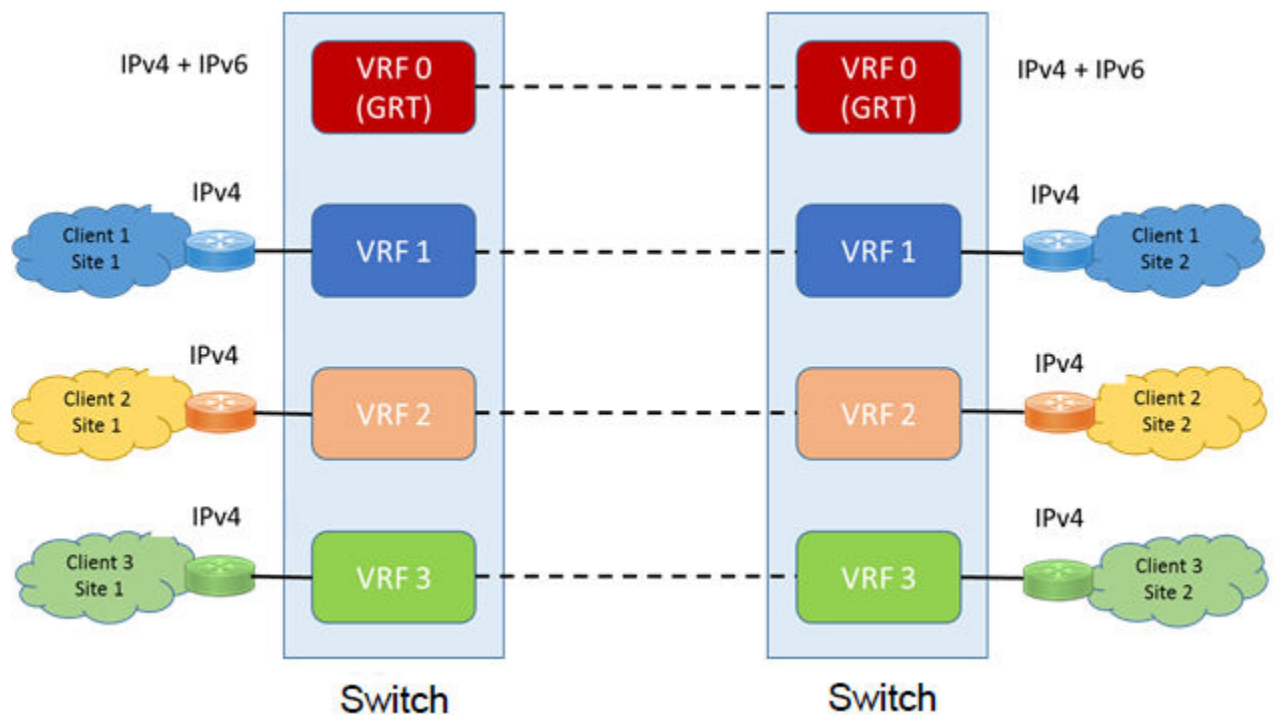 IPv4 + IPv6
VRF 0
(GRT)
VRF 0
(GRT)
IPv4 + IPv6
IPv4
Client 1
Site 1
VRF 1
VRF 1
IPv4
Client 1
Site 2
IPv4
Client 2
Site 1
VRF 2
VRF 2
IPv4
Client 2
Site 2
IPv4
Client 3
Site 1
VRF 3
VRF 3
IPv4
Client 3
Site 2
Switch
Switch